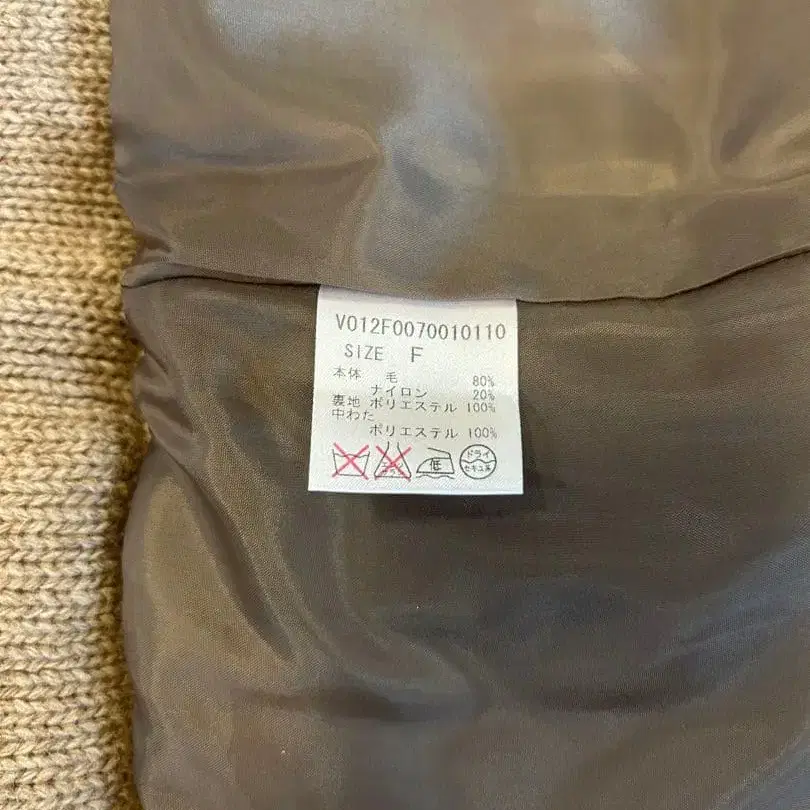 V012F0070010110
SIZE F
本体 毛 80%
ナイロン 20%
裏地 ポリエステル 100%
中わた
ポリエステル 100%
低
ドライ
セキユ系